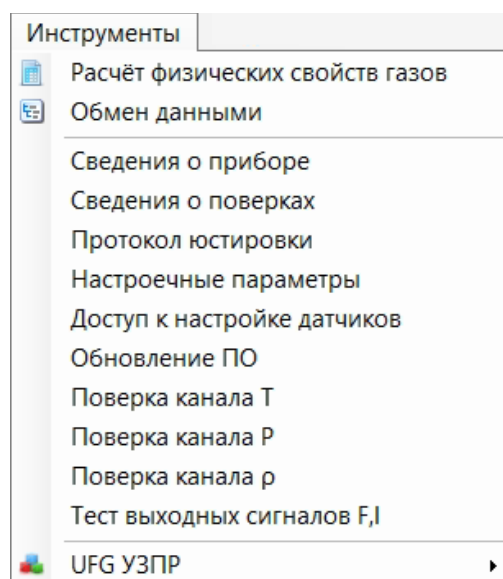 Инструменты
Расчёт физических свойств газов
Обмен данными
Сведения о приборе
Сведения о поверках
Протокол юстировки
Настроечные параметры
Доступ к настройке датчиков
Обновление ПО
Поверка канала T
Поверка канала P
Поверка канала ρ
Тест выходных сигналов F,I
UFG УЗПР